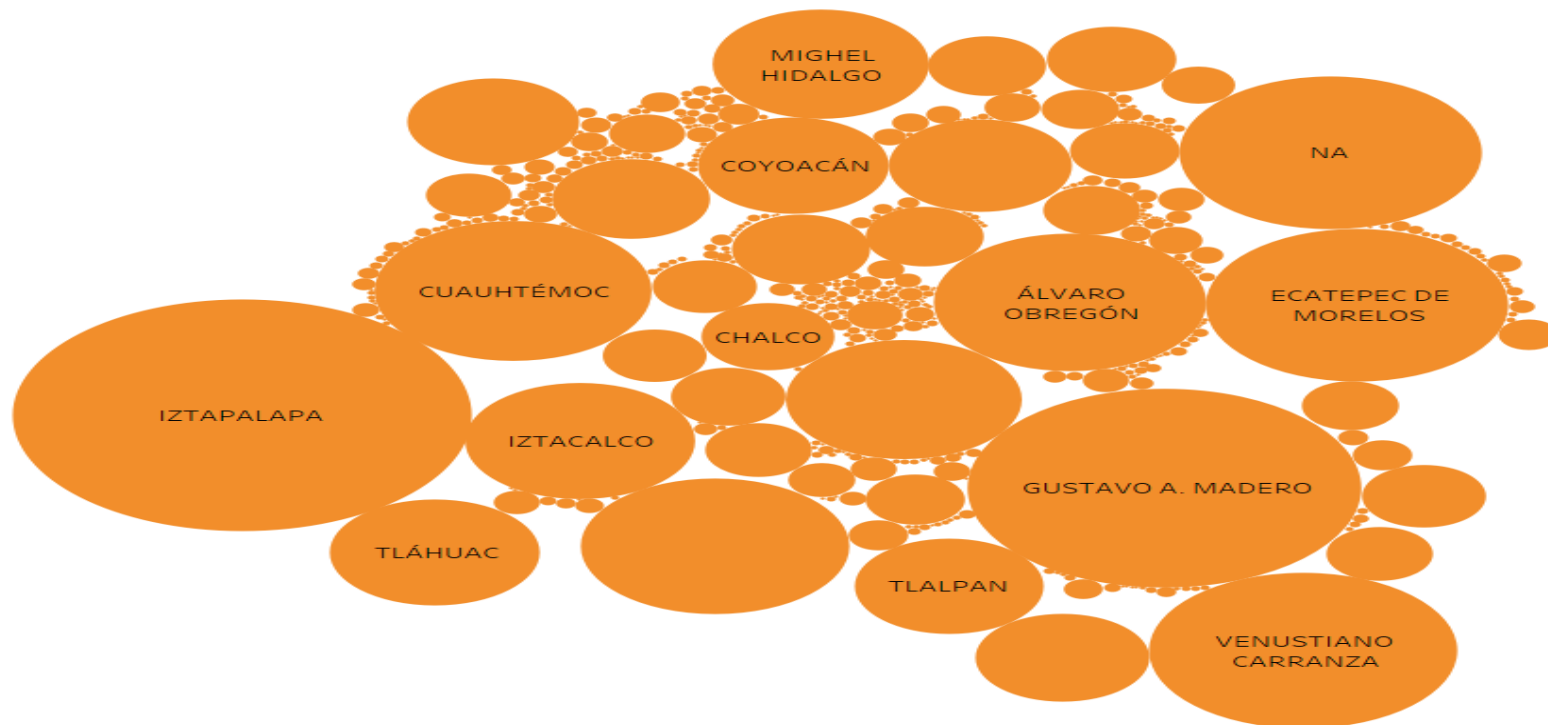 MIGHEL
HIDALGO
COYOACÁN
NA
CUAUHTÉMOC
ÁLVARO
OBREGÓN
ECATEPEC DE
MORELOS
CHALCO
IZTAPALAPA
IZTACALCO
GUSTAVO A. MADERO
TLÁHUAC
TLALPAN
VENUSTIANO
CARRANZA